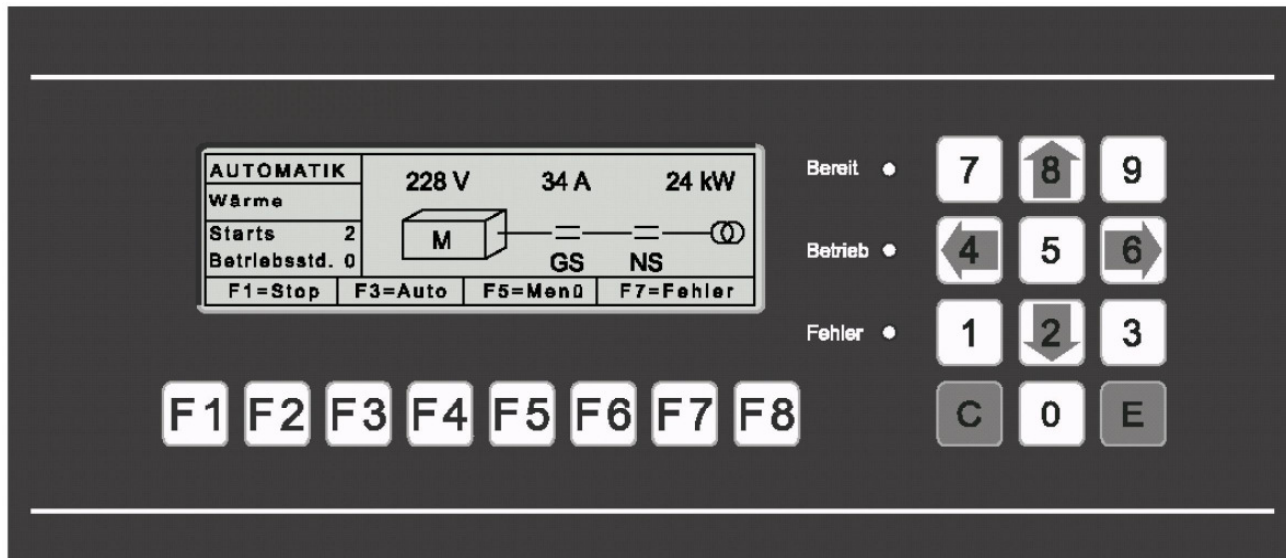 AUTOMATIK
Wärme
Starts 2
Betriebsstd. 0
228 V 34 A 24 kW
M
GS NS
F1=Stop F3=Auto F5=Menü F7=Fehler
Bereit
Betrieb
Fehler
F1 F2 F3 F4 F5 F6 F7 F8
7 8 9
4 5 6
1 2 3
C 0 E